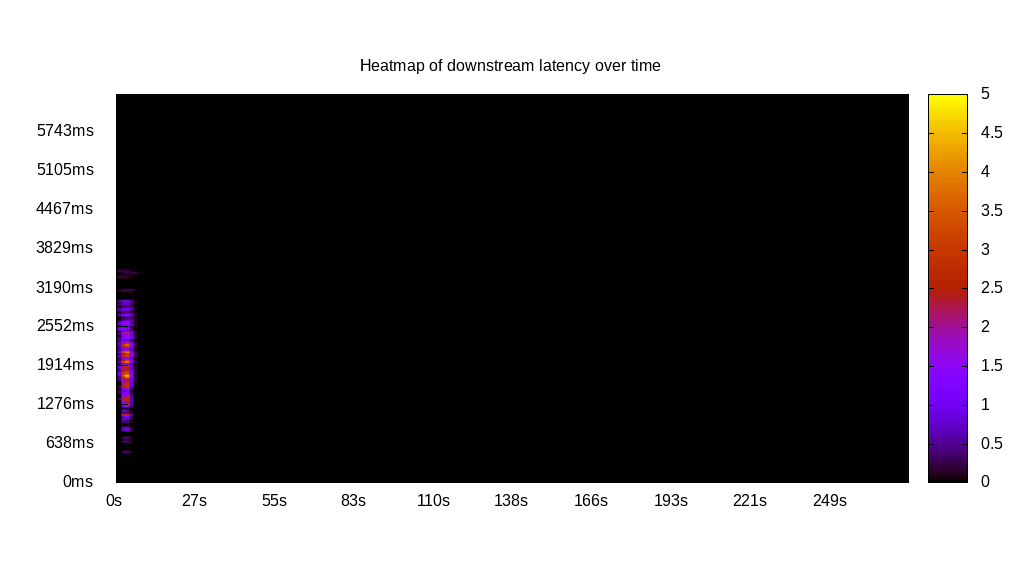 Heatmap of downstream latency over time
5743ms
5105ms
4467ms
3829ms
3190ms
2552ms
1914ms
1276ms
638ms
0ms
0s 27s 55s 83s 110s 138s 166s 193s 221s 249s
5
4.5
4
3.5
3
2.5
2
1.5
1
0.5
0